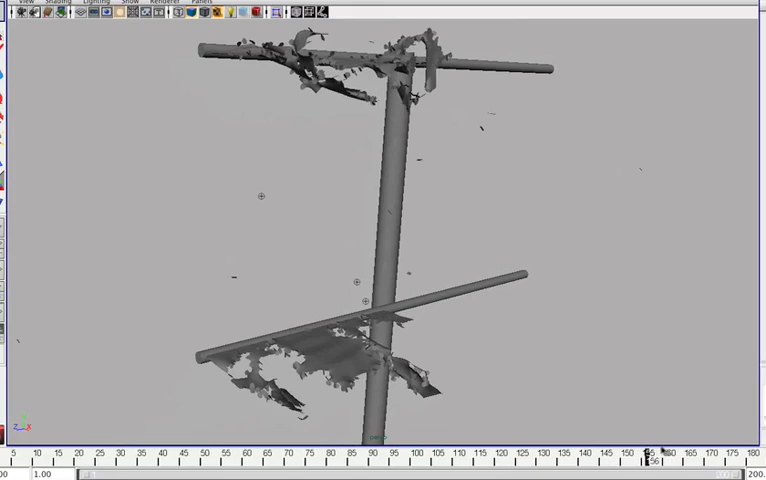 View Shading Lighting Show Renderer Panels
persp
5 10 15 20 25 30 35 40 45 50 55 60 65 70 75 80 85 90 95 100 105 110 115 120 125 130 135 140 145 150 160 165 170 175 180
156
1.00
200